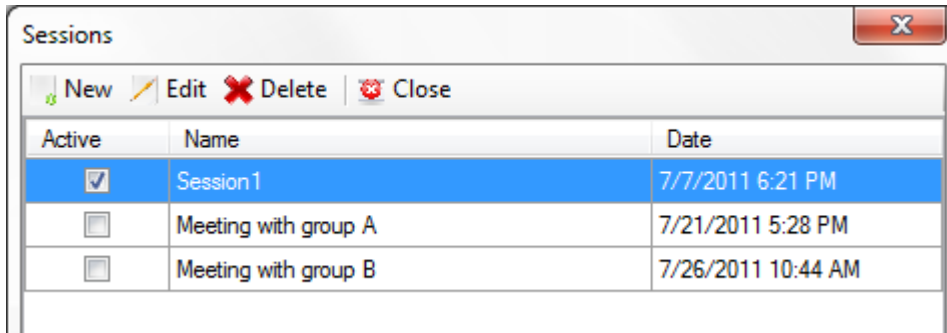 Sessions
New Edit Delete Close
Active Name Date
Session1 7/7/2011 6:21 PM
Meeting with group A 7/21/2011 5:28 PM
Meeting with group B 7/26/2011 10:44 AM